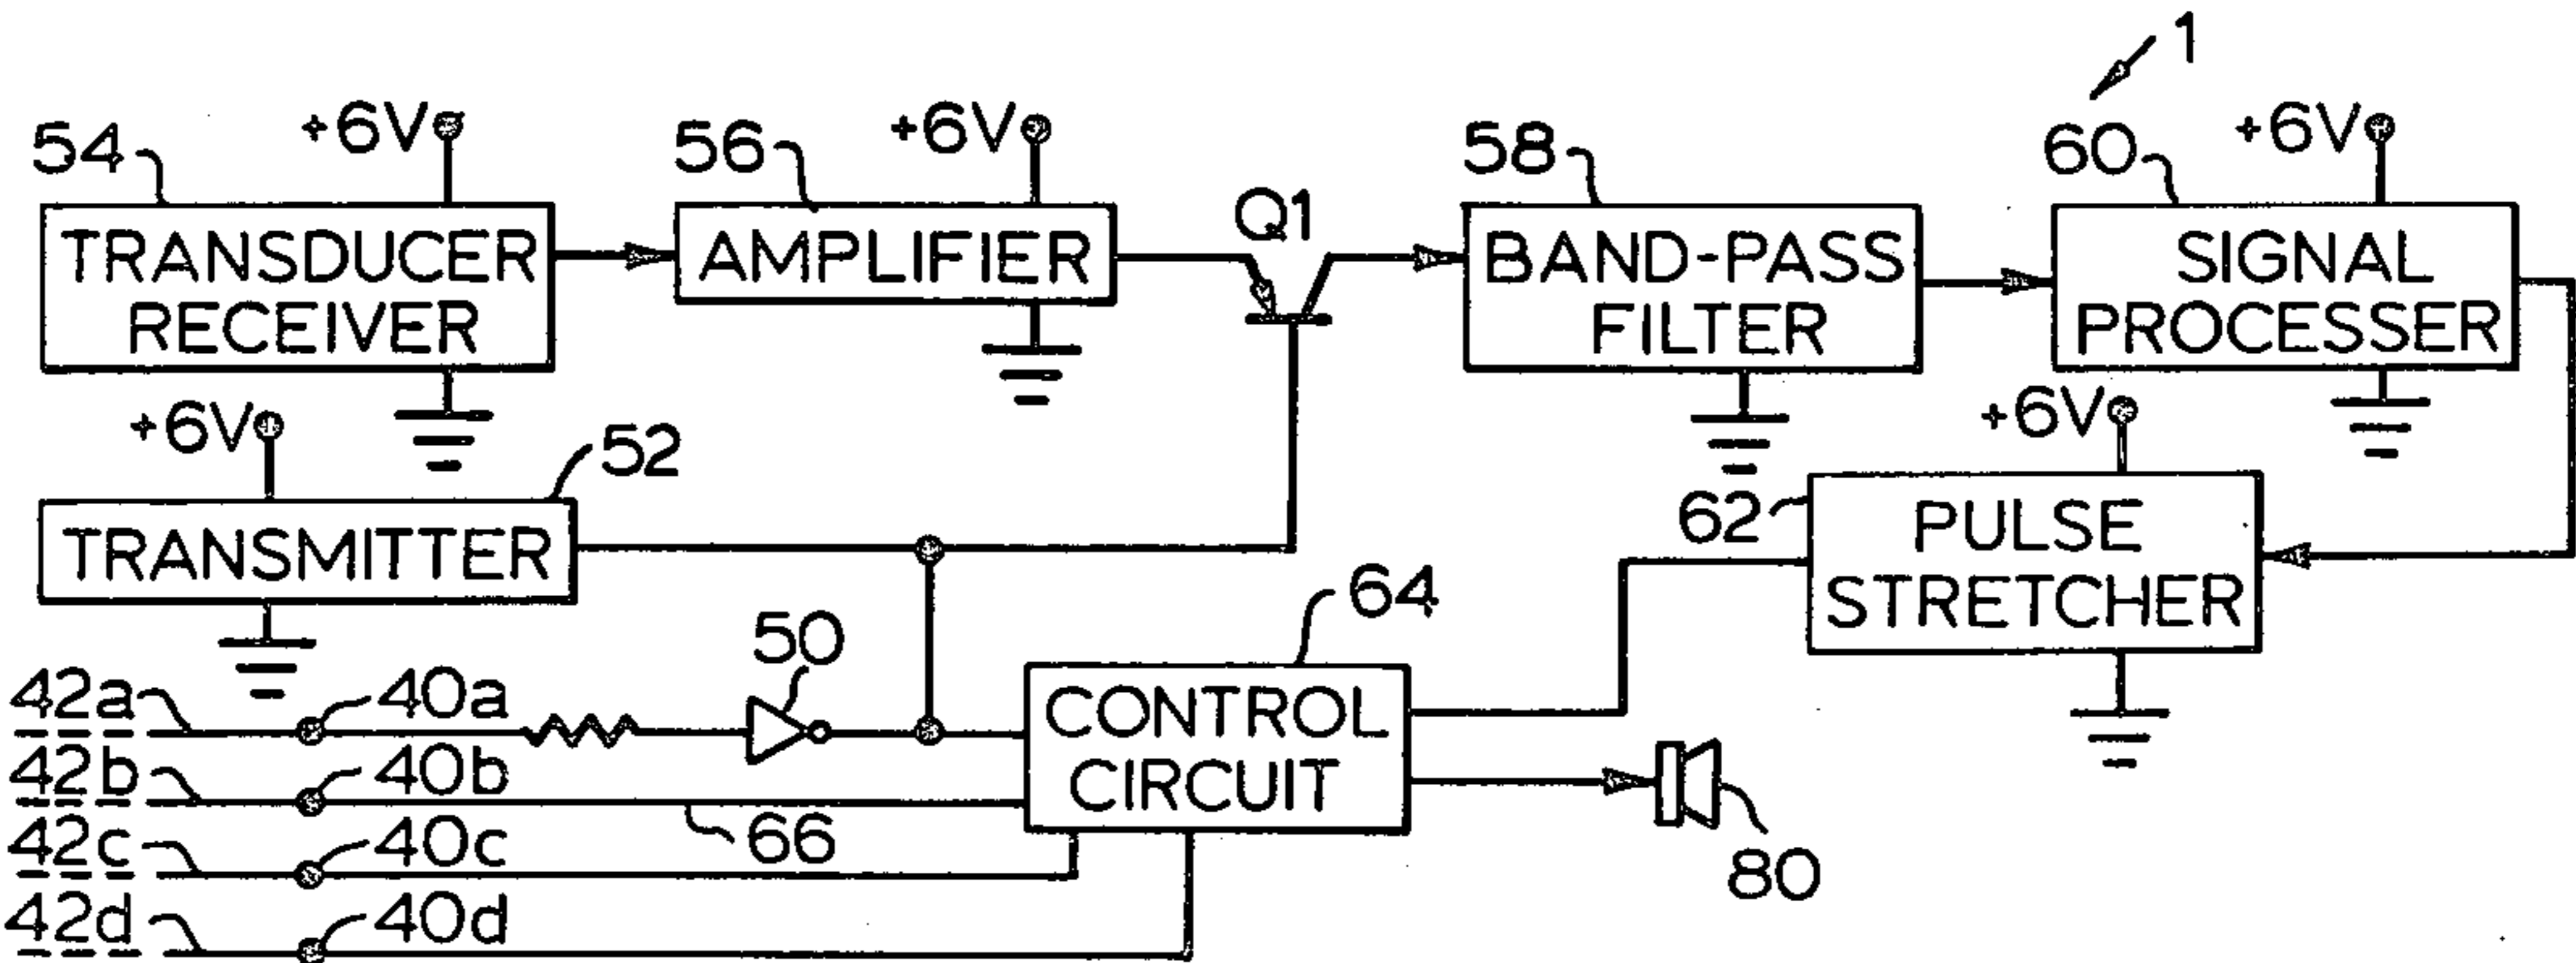 1
54
+6V
56
+6V
Q1
58
60
+6V
TRANSDUCER
RECEIVER
AMPLIFIER
BAND-PASS
FILTER
SIGNAL
PROCESSER
+6V
52
TRANSMITTER
+6V
62
PULSE
STRETCHER
50
64
CONTROL
CIRCUIT
42a
40a
42b
40b
66
42c
40c
42d
40d
80